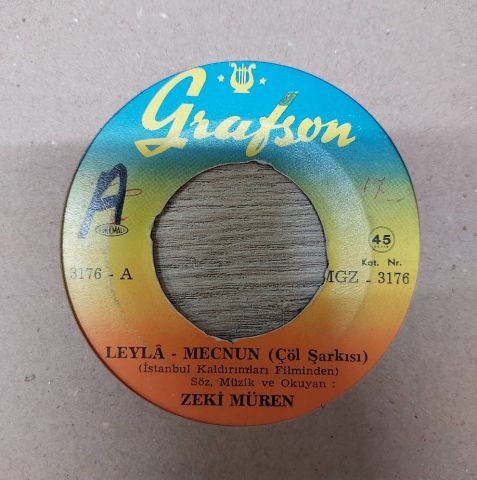 Grafson
A
17
45
3176 - A
Kat. Nr.
MGZ - 3176
LEYLÂ - MECNUN (Çöl Şarkısı)
(İstanbul Kaldırımları Filminden)
Söz, Müzik ve Okuyan :
ZEKİ MÜREN